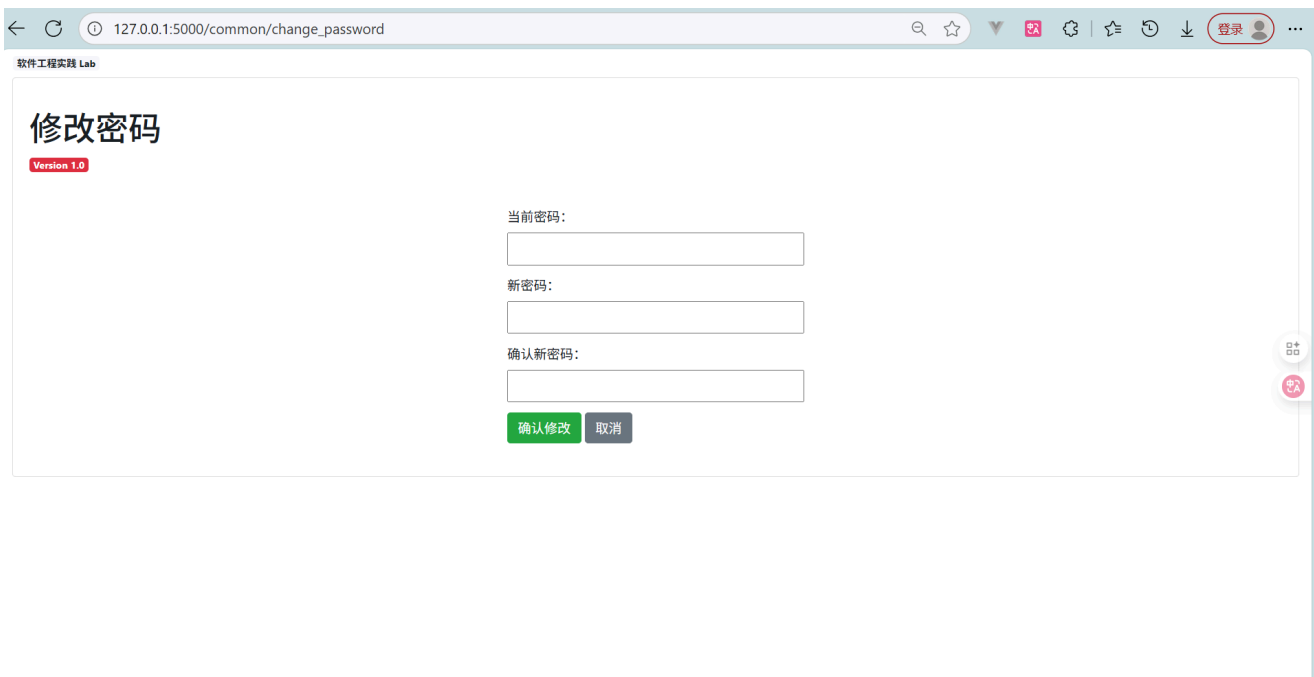 127.0.0.1:5000/common/change_password
登录
软件工程实践 Lab
修改密码
Version 1.0
当前密码：
新密码：
确认新密码：
确认修改 取消